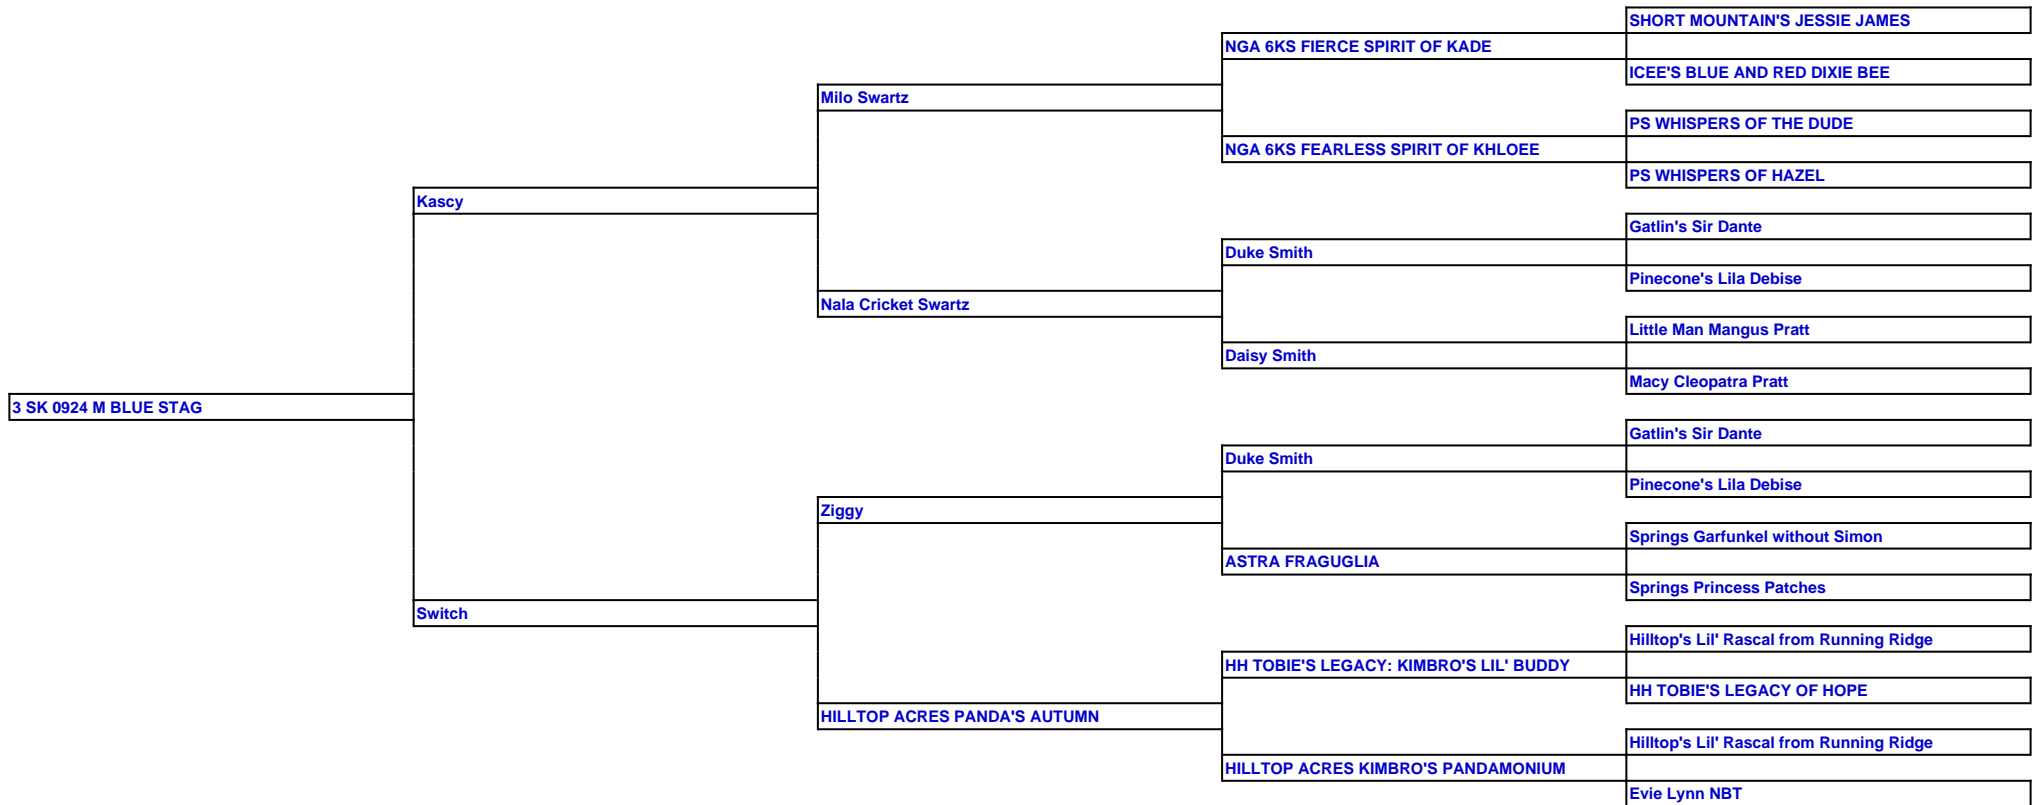 SHORT MOUNTAIN'S JESSIE JAMES
NGA 6KS FIERCE SPIRIT OF KADE
ICEE'S BLUE AND RED DIXIE BEE
Milo Swartz
PS WHISPERS OF THE DUDE
NGA 6KS FEARLESS SPIRIT OF KHLOEE
PS WHISPERS OF HAZEL
Kascy
Gatlin's Sir Dante
Duke Smith
Pinecone's Lila Debise
Nala Cricket Swartz
Little Man Mangus Pratt
Daisy Smith
Macy Cleopatra Pratt
3 SK 0924 M BLUE STAG
Gatlin's Sir Dante
Duke Smith
Pinecone's Lila Debise
Ziggy
Springs Garfunkel without Simon
ASTRA FRAGUGLIA
Springs Princess Patches
Switch
Hilltop's Lil' Rascal from Running Ridge
HH TOBIE'S LEGACY: KIMBRO'S LIL' BUDDY
HH TOBIE'S LEGACY OF HOPE
HILLTOP ACRES PANDA'S AUTUMN
Hilltop's Lil' Rascal from Running Ridge
HILLTOP ACRES KIMBRO'S PANDAMONIUM
Evie Lynn NBT